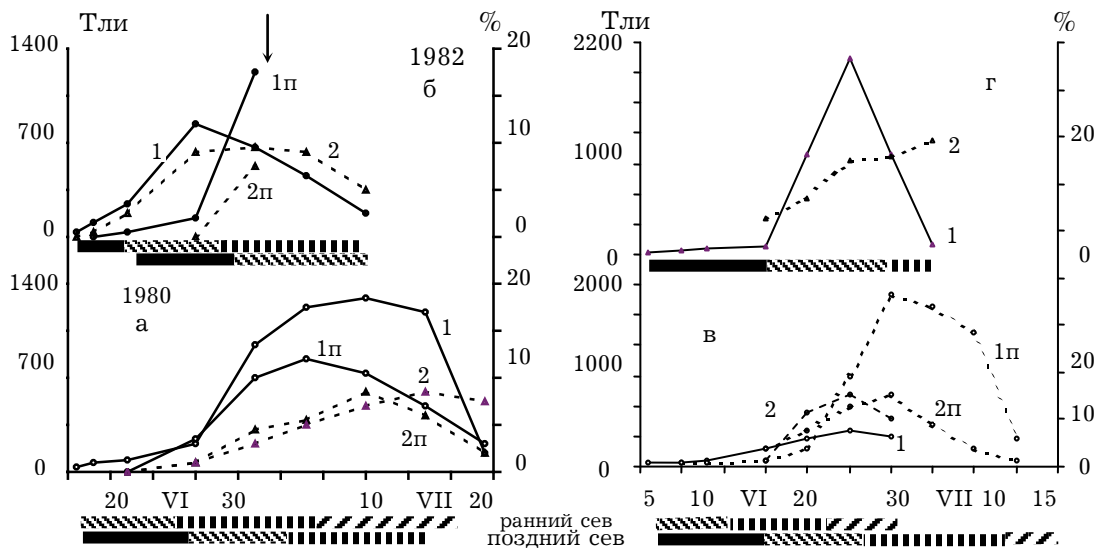 Тли % Тли %
1400 20 2200
1982
б 1п г
700 10 20
1 2 1000 2
2п
0 0 1
0 0
1400 20 2000
1980
а 1 в
1п 1п
700 10 1000 20
2 2 2п
2п 10
1
0 0 0 0
20 VI 30 10 VII 20 5 10 VI 20 30 VII 10 15
ранний сев
поздний сев